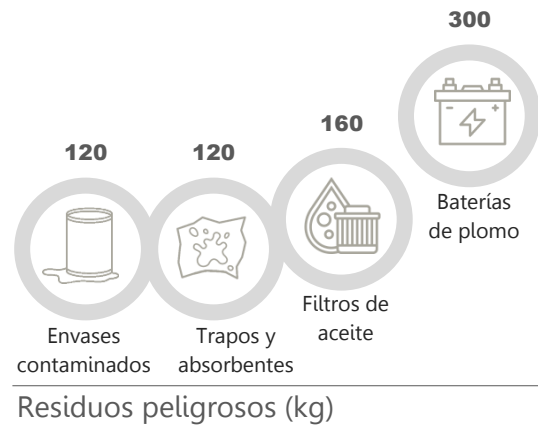 300
160
120
120
Baterías
de plomo
Filtros de
aceite
Envases
contaminados
Trapos y
absorbentes
Residuos peligrosos (kg)